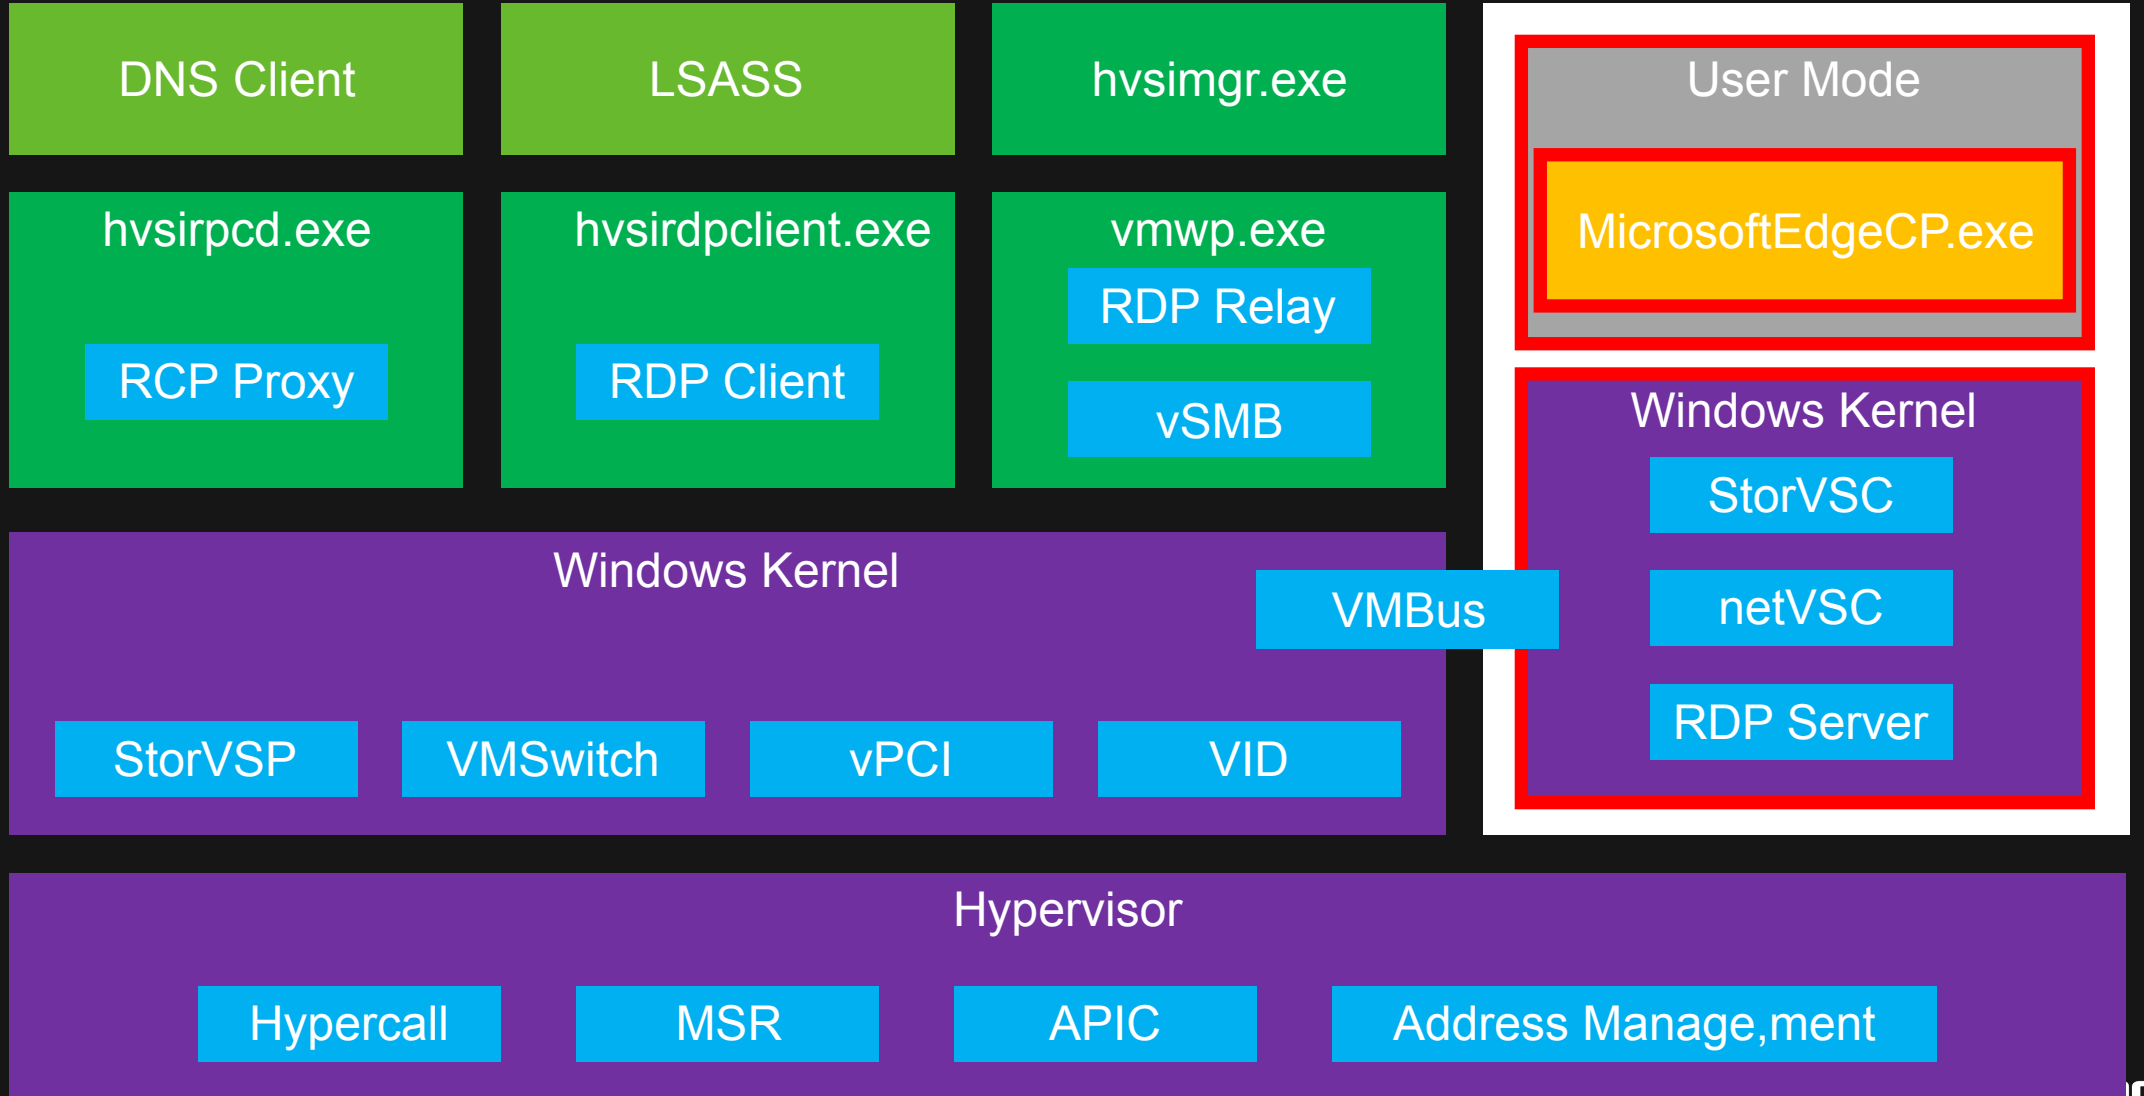 DNS Client
LSASS
hvsimgr.exe
User Mode
MicrosoftEdgeCP.exe
hvsirpcd.exe
RCP Proxy
hvsirdpclient.exe
RDP Client
vmwp.exe
RDP Relay
vSMB
Windows Kernel
StorVSC
netVSC
RDP Server
VMBus
Windows Kernel
StorVSP
VMSwitch
vPCI
VID
Hypervisor
Hypercall
MSR
APIC
Address Manage,ment